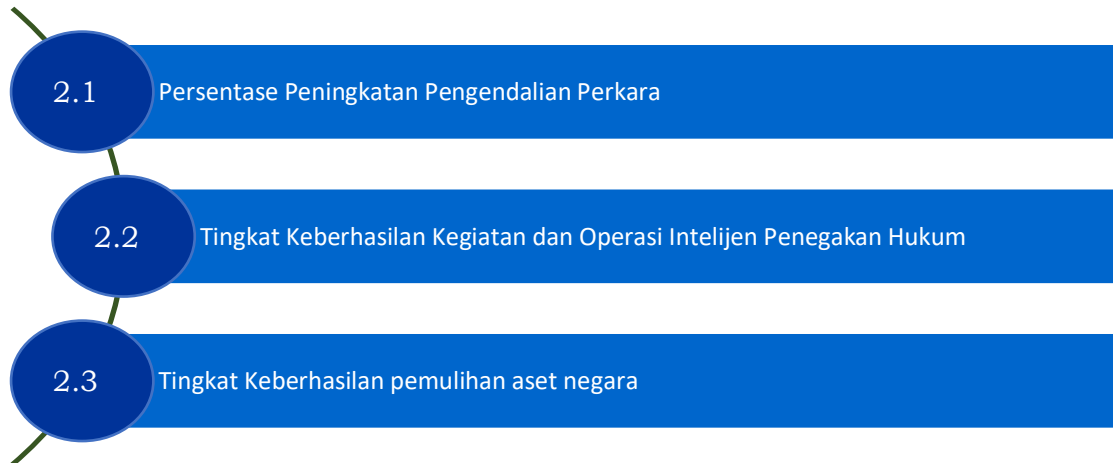 2.1
Persentase Peningkatan Pengendalian Perkara
2.2
Tingkat Keberhasilan Kegiatan dan Operasi Intelijen Penegakan Hukum
2.3
Tingkat Keberhasilan pemulihan aset negara